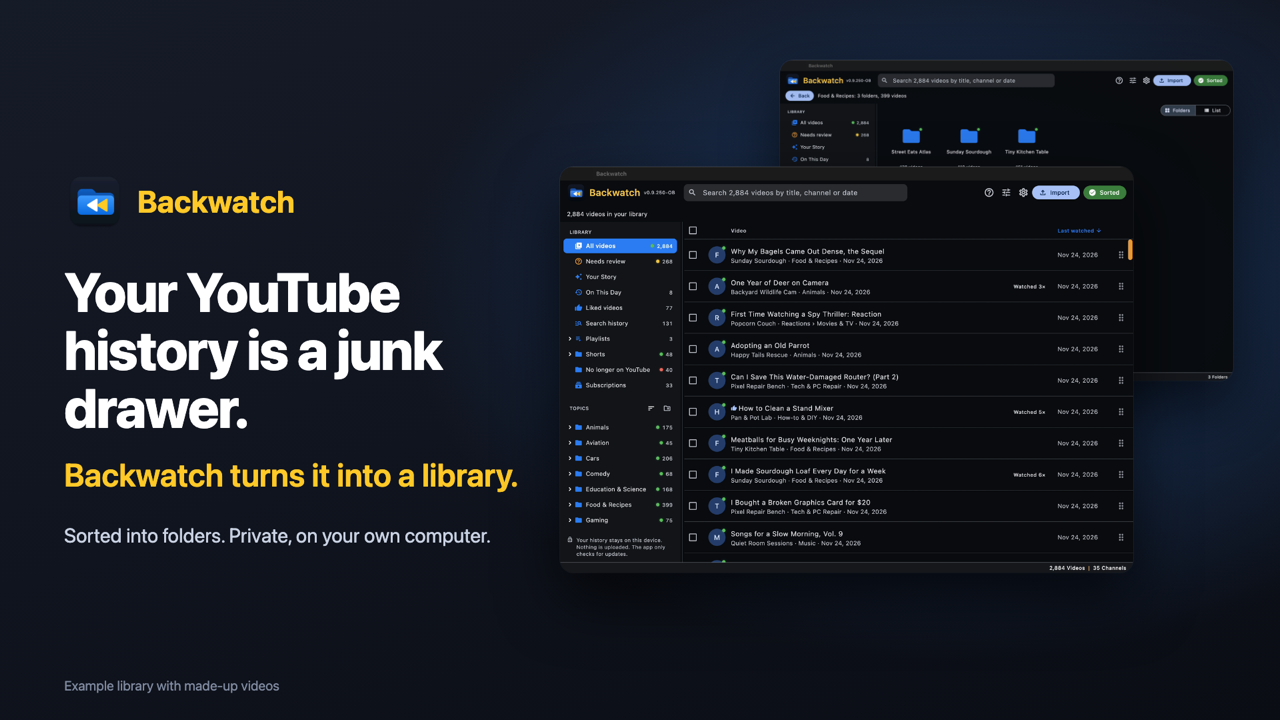 Backwatch
Your YouTube
history is a junk
drawer.
Backwatch turns it into a library.
Sorted into folders. Private, on your own computer.
Example library with made-up videos
Backwatch
Backwatch v0.9.250-OB
Search 2,884 videos by title, channel or date
Import
Sorted
Back
Food & Recipes: 3 folders, 399 videos
LIBRARY
All videos 2,884
Needs review 268
Your Story
On This Day 8
Folders
List
Street Eats Atlas
Sunday Sourdough
Tiny Kitchen Table
3 Folders
Backwatch
Backwatch v0.9.250-OB
Search 2,884 videos by title, channel or date
Import
Sorted
2,884 videos in your library
LIBRARY
All videos 2,884
Needs review 268
Your Story
On This Day 8
Liked videos 77
Search history 131
Playlists 3
Shorts 48
No longer on YouTube 40
Subscriptions 33
TOPICS
Animals 175
Aviation 45
Cars 206
Comedy 68
Education & Science 168
Food & Recipes 399
Gaming 75
Your history stays on this device.
Nothing is uploaded. The app only
checks for updates.
Video
Last watched ↓
F
Why My Bagels Came Out Dense, the Sequel
Sunday Sourdough · Food & Recipes · Nov 24, 2026
Nov 24, 2026
A
One Year of Deer on Camera
Backyard Wildlife Cam · Animals · Nov 24, 2026
Watched 3×
Nov 24, 2026
R
First Time Watching a Spy Thriller: Reaction
Popcorn Couch · Reactions › Movies & TV · Nov 24, 2026
Nov 24, 2026
A
Adopting an Old Parrot
Happy Tails Rescue · Animals · Nov 24, 2026
Nov 24, 2026
T
Can I Save This Water-Damaged Router? (Part 2)
Pixel Repair Bench · Tech & PC Repair · Nov 24, 2026
Nov 24, 2026
H
How to Clean a Stand Mixer
Pan & Pot Lab · How-to & DIY · Nov 24, 2026
Watched 5×
Nov 24, 2026
F
Meatballs for Busy Weeknights: One Year Later
Tiny Kitchen Table · Food & Recipes · Nov 24, 2026
Nov 24, 2026
F
I Made Sourdough Loaf Every Day for a Week
Sunday Sourdough · Food & Recipes · Nov 24, 2026
Watched 6×
Nov 24, 2026
T
I Bought a Broken Graphics Card for $20
Pixel Repair Bench · Tech & PC Repair · Nov 24, 2026
Nov 24, 2026
M
Songs for a Slow Morning, Vol. 9
Quiet Room Sessions · Music · Nov 24, 2026
Nov 24, 2026
2,884 Videos | 35 Channels